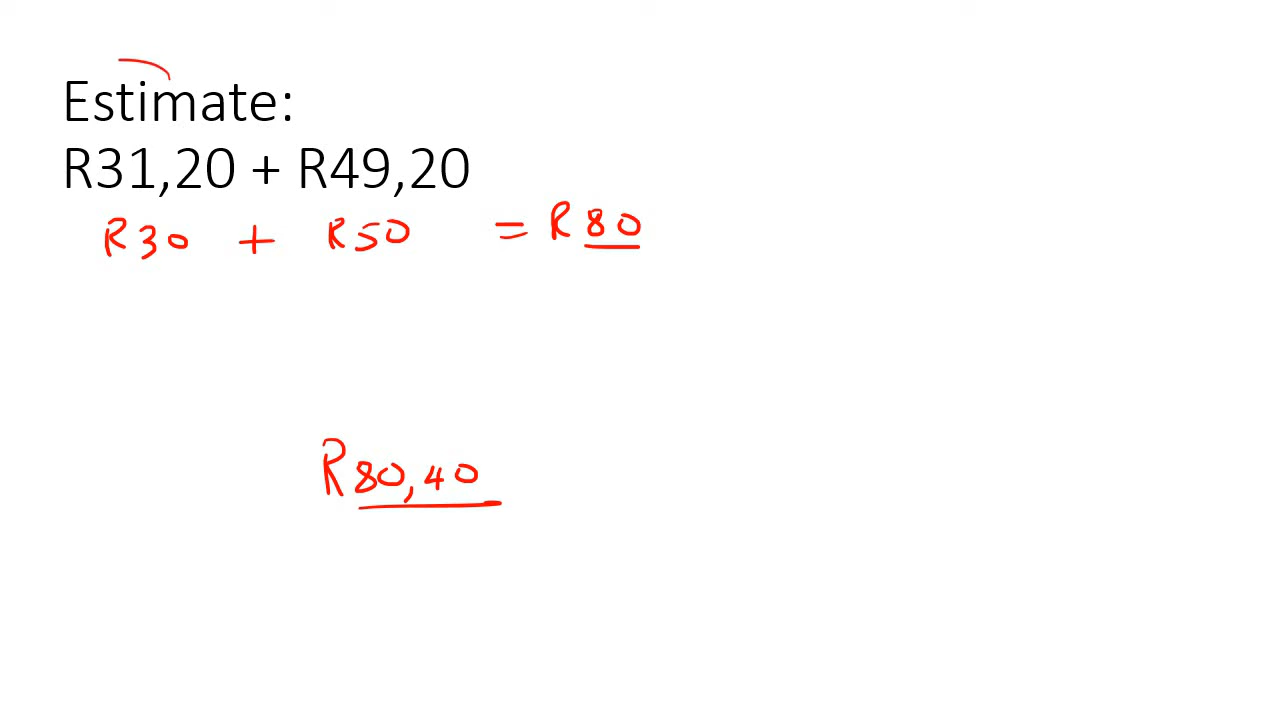 Estimate:
R31,20 + R49,20
R30 + R50 = R80
R80,40